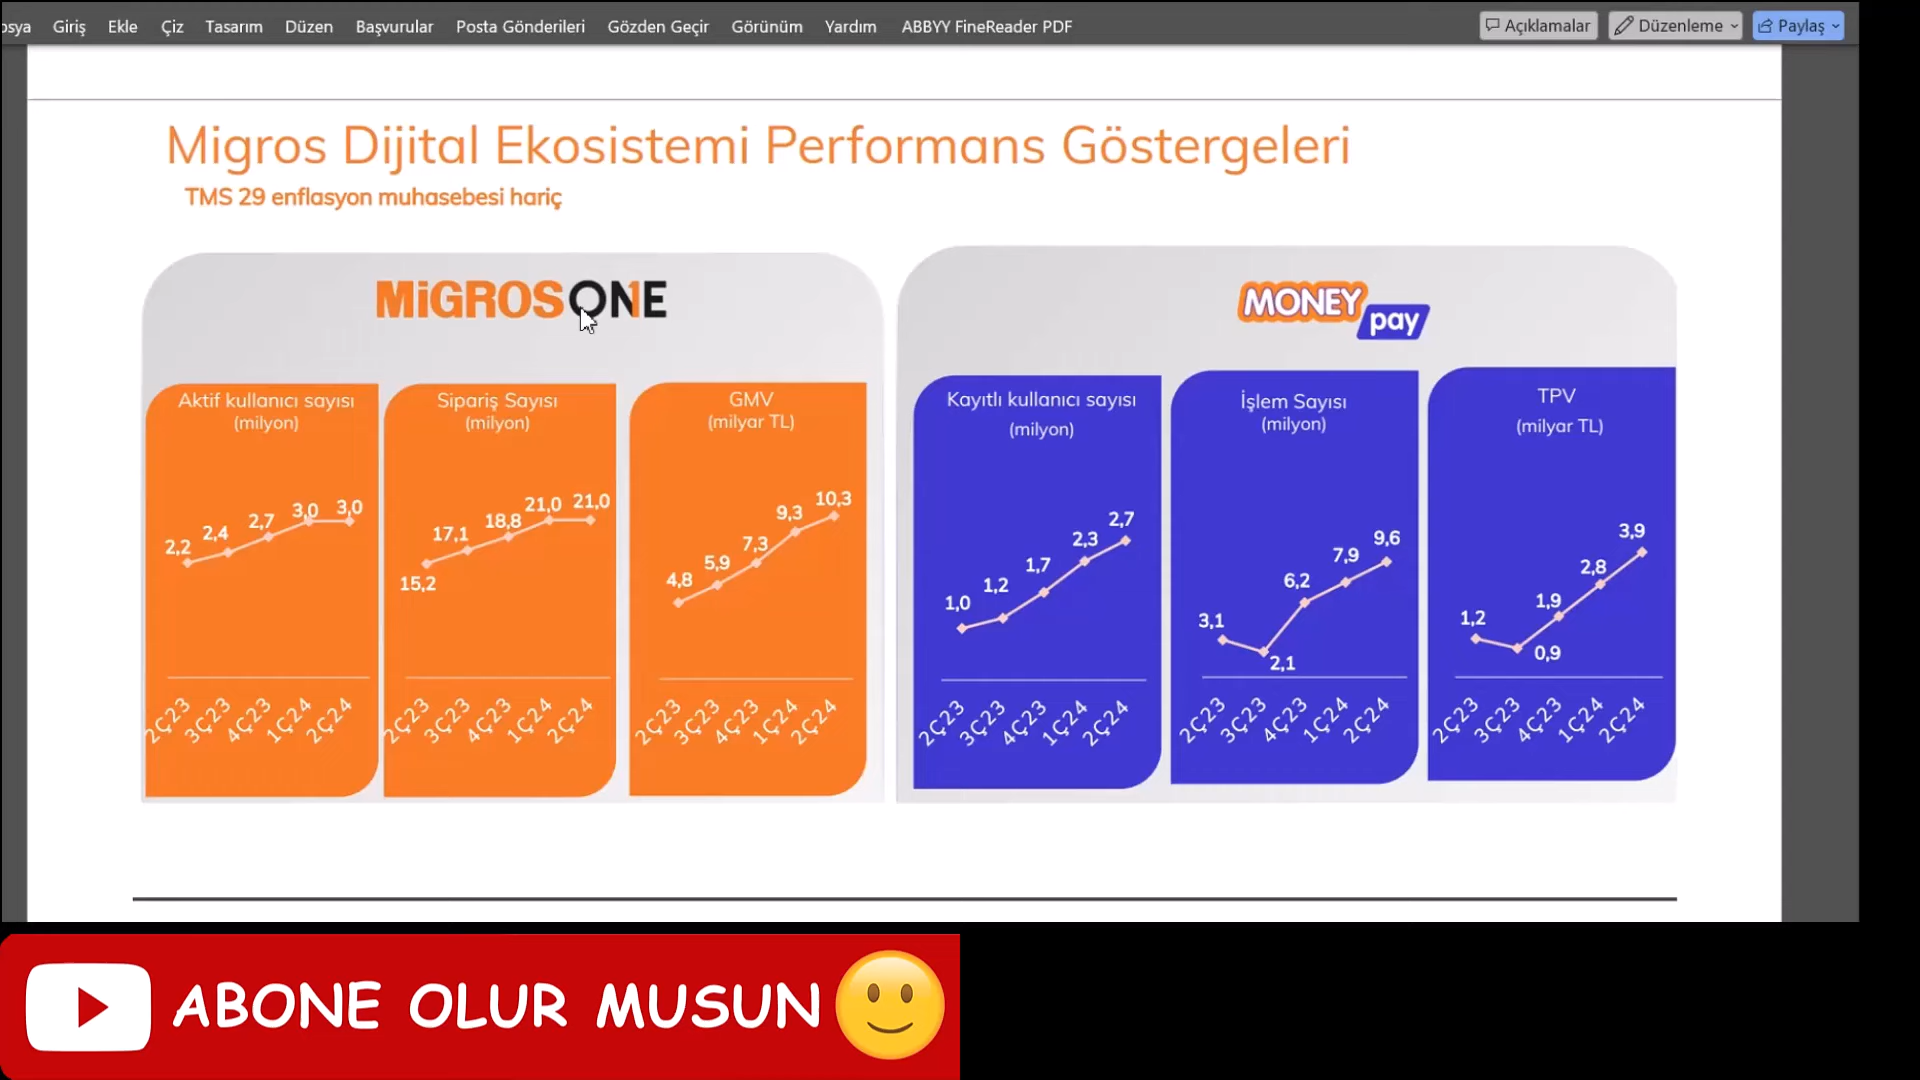 osya Giriş Ekle Çiz Tasarım Düzen Başvurular Posta Gönderileri Gözden Geçir Görünüm Yardım ABBYY FineReader PDF Açıklamalar Düzenleme Paylaş
Migros Dijital Ekosistemi Performans Göstergeleri
TMS 29 enflasyon muhasebesi hariç
MiGROSONE
Aktif kullanıcı sayısı
(milyon)
2,2 2,4 2,7 3,0 3,0
2Ç23 3Ç23 4Ç23 1Ç24 2Ç24
Sipariş Sayısı
(milyon)
15,2 17,1 18,8 21,0 21,0
2Ç23 3Ç23 4Ç23 1Ç24 2Ç24
GMV
(milyar TL)
4,8 5,9 7,3 9,3 10,3
2Ç23 3Ç23 4Ç23 1Ç24 2Ç24
MONEY
pay
Kayıtlı kullanıcı sayısı
(milyon)
1,0 1,2 1,7 2,3 2,7
2Ç23 3Ç23 4Ç23 1Ç24 2Ç24
İşlem Sayısı
(milyon)
3,1 2,1 6,2 7,9 9,6
2Ç23 3Ç23 4Ç23 1Ç24 2Ç24
TPV
(milyar TL)
1,2 0,9 1,9 2,8 3,9
2Ç23 3Ç23 4Ç23 1Ç24 2Ç24
ABONE OLUR MUSUN